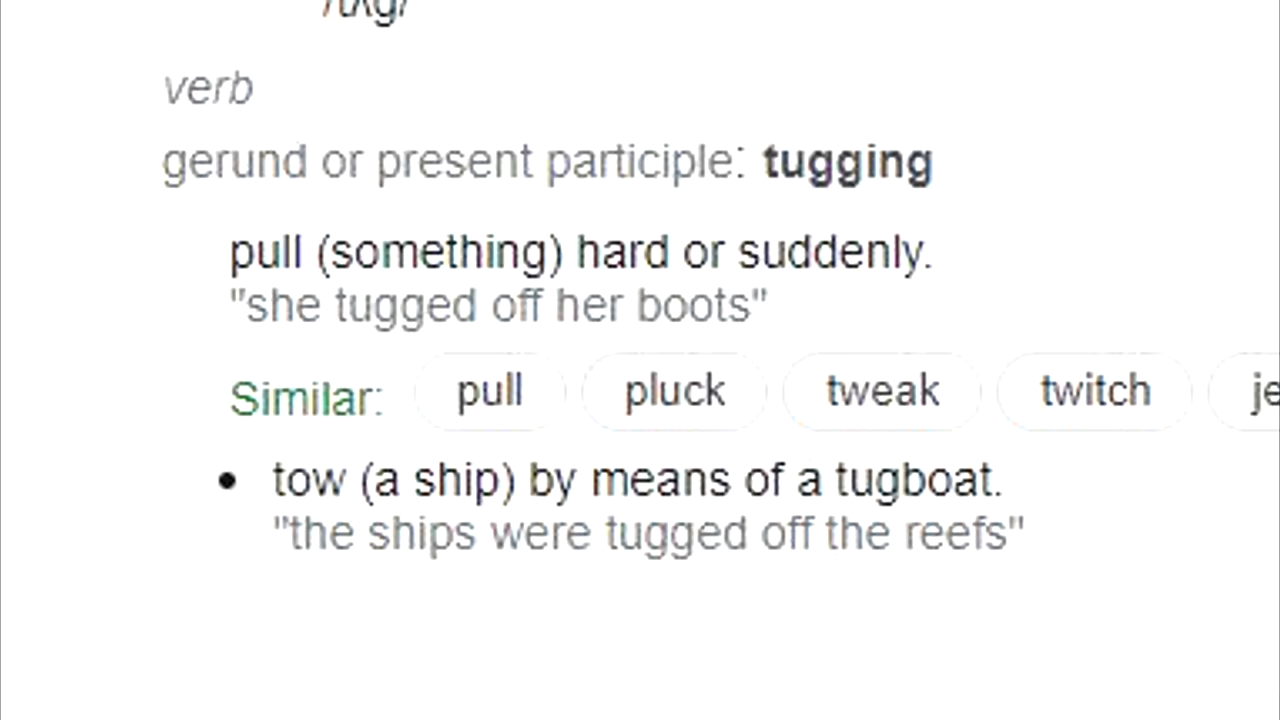 /tʌɡ/
verb
gerund or present participle: tugging
pull (something) hard or suddenly.
"she tugged off her boots"
Similar: pull pluck tweak twitch
• tow (a ship) by means of a tugboat.
"the ships were tugged off the reefs"